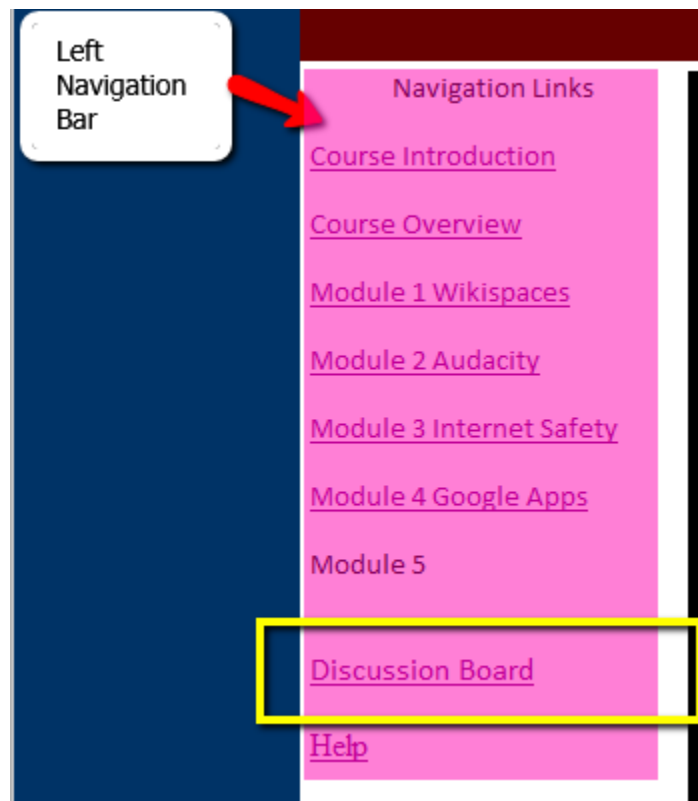 Left
Navigation
Bar
Navigation Links
Course Introduction
Course Overview
Module 1 Wikispaces
Module 2 Audacity
Module 3 Internet Safety
Module 4 Google Apps
Module 5
Discussion Board
Help